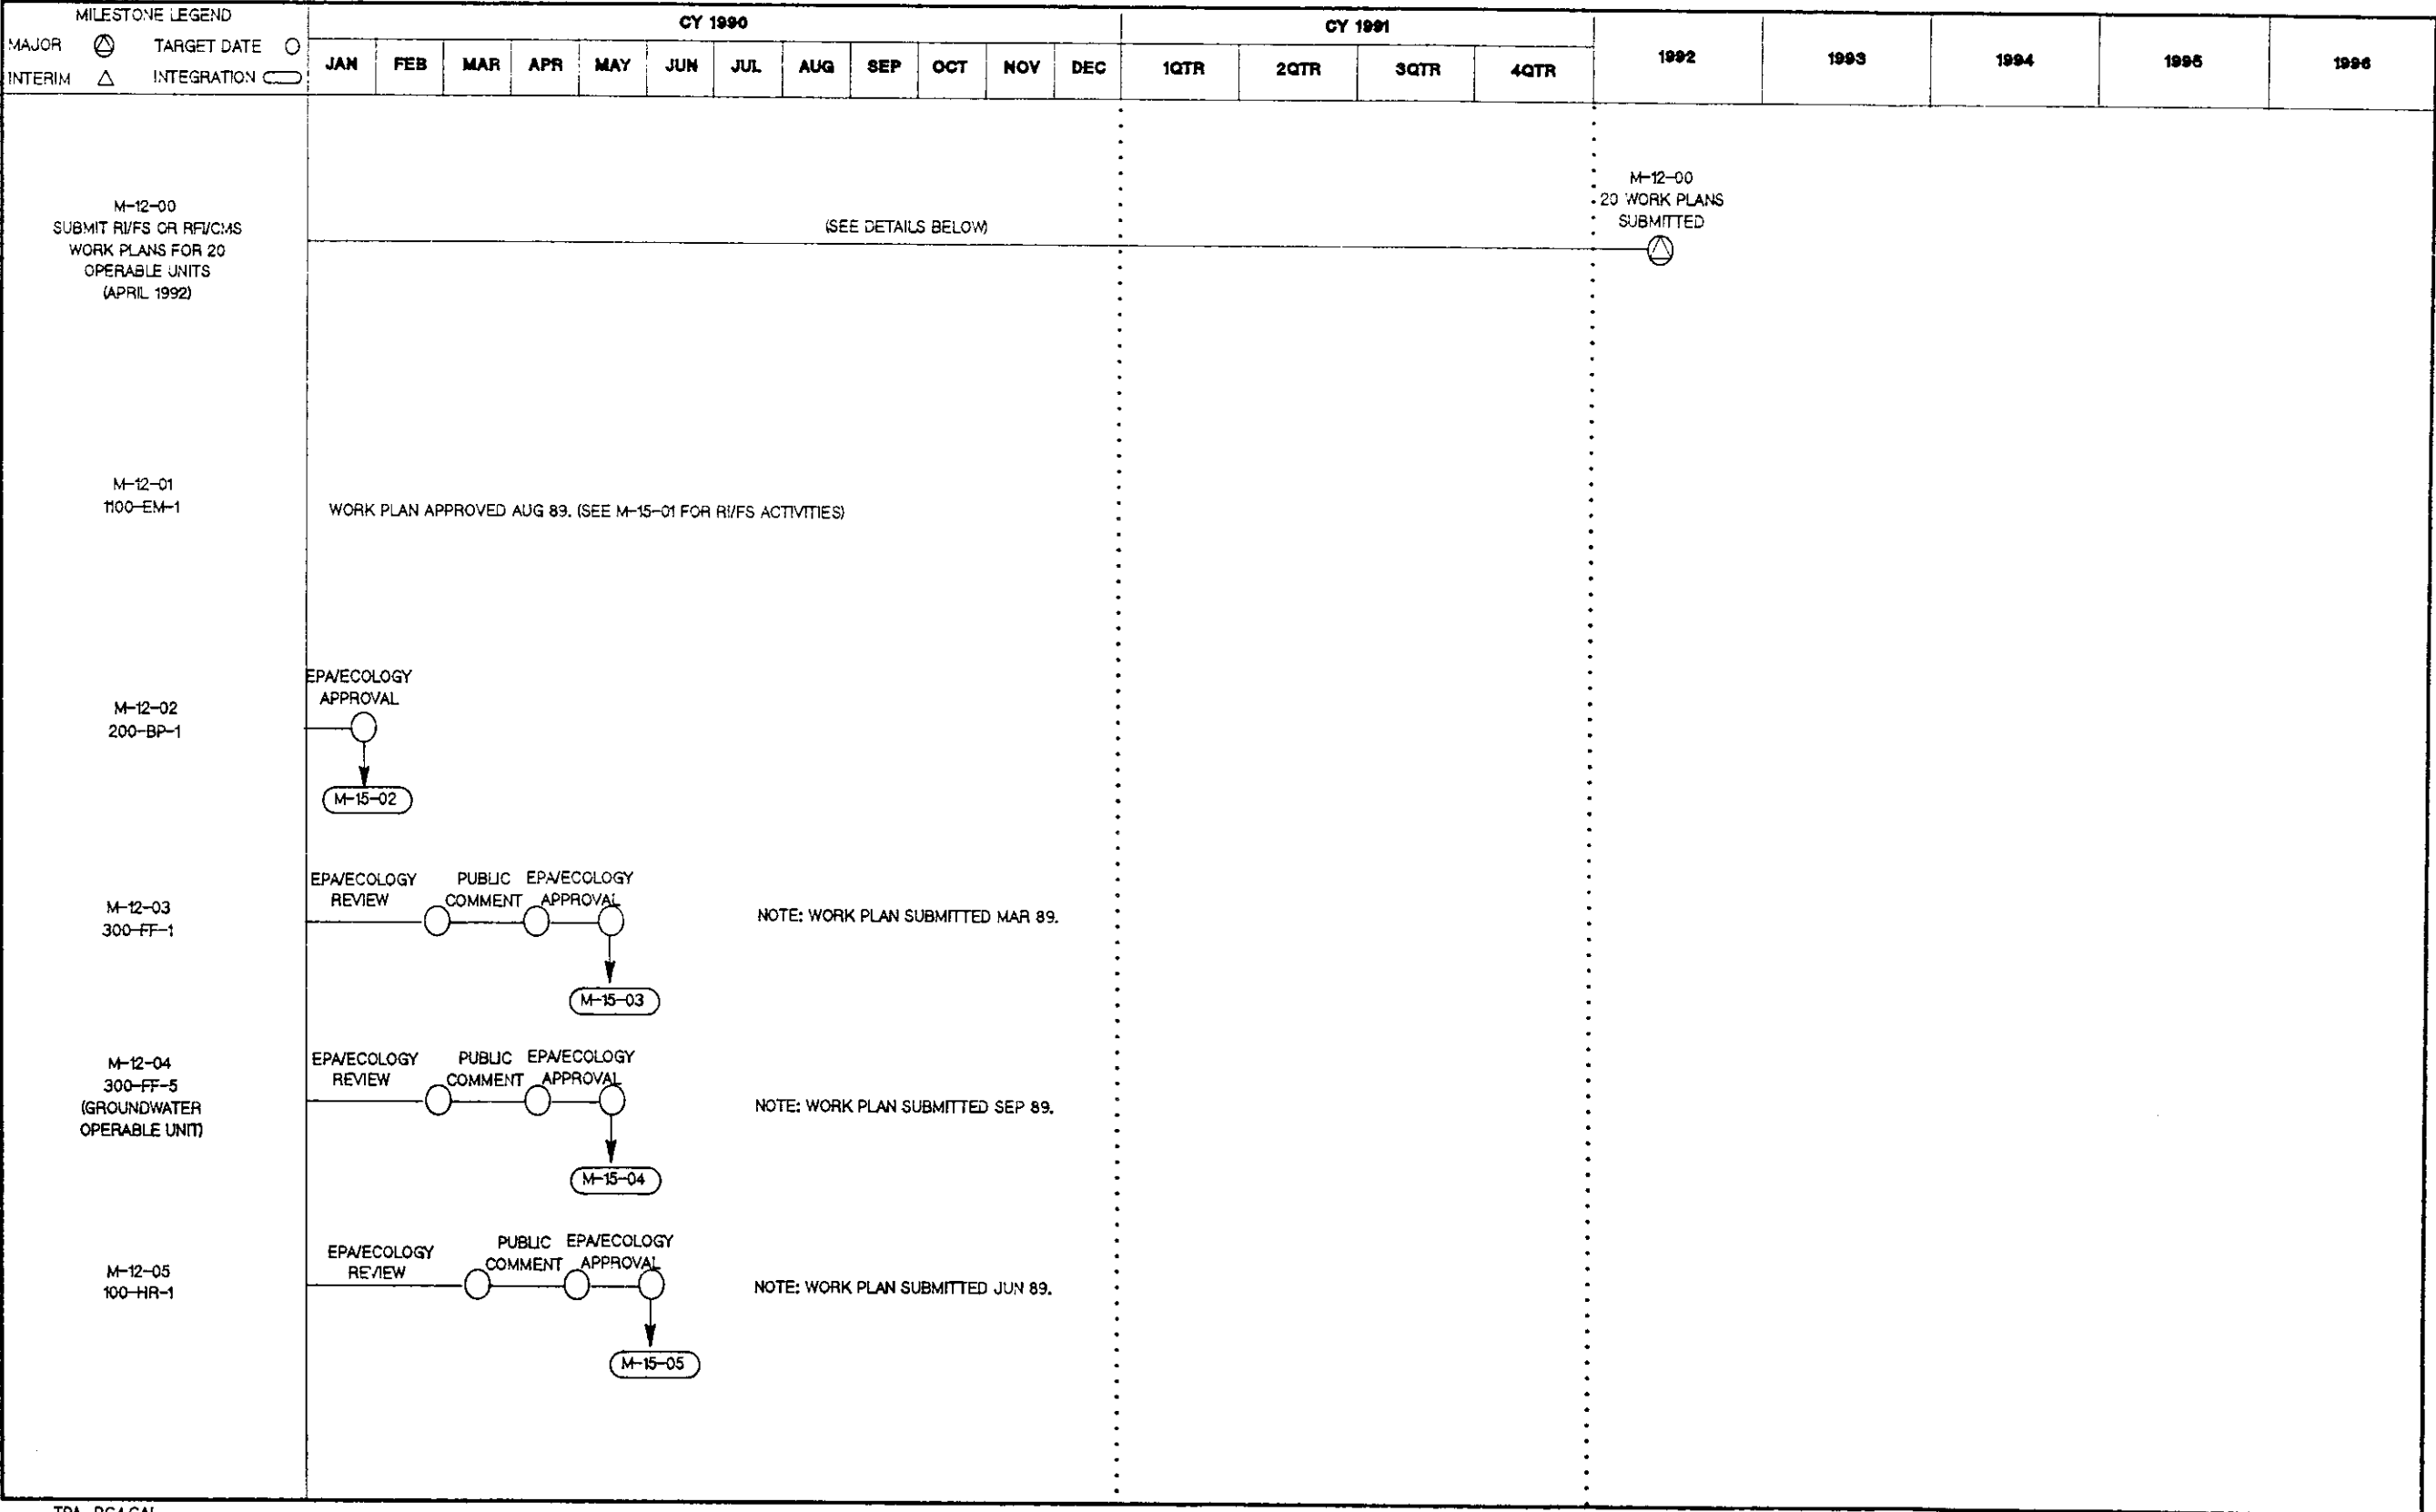 MILESTONE LEGEND
MAJOR TARGET DATE
INTERIM INTEGRATION
CY 1990
CY 1991
JAN FEB MAR APR MAY JUN JUL AUG SEP OCT NOV DEC 1QTR 2QTR 3QTR 4QTR 1992 1993 1994 1995 1996
M-12-00
SUBMIT RI/FS OR RFI/CMS
WORK PLANS FOR 20
OPERABLE UNITS
(APRIL 1992)
(SEE DETAILS BELOW)
M-12-00
20 WORK PLANS
SUBMITTED
M-12-01
1100-EM-1
WORK PLAN APPROVED AUG 89. (SEE M-15-01 FOR RI/FS ACTIVITIES)
M-12-02
200-BP-1
EPA/ECOLOGY
APPROVAL
M-15-02
M-12-03
300-FF-1
EPA/ECOLOGY
REVIEW
PUBLIC
COMMENT
EPA/ECOLOGY
APPROVAL
NOTE: WORK PLAN SUBMITTED MAR 89.
M-15-03
M-12-04
300-FF-5
(GROUNDWATER
OPERABLE UNIT)
EPA/ECOLOGY
REVIEW
PUBLIC
COMMENT
EPA/ECOLOGY
APPROVAL
NOTE: WORK PLAN SUBMITTED SEP 89.
M-15-04
M-12-05
100-HR-1
EPA/ECOLOGY
REVIEW
PUBLIC
COMMENT
EPA/ECOLOGY
APPROVAL
NOTE: WORK PLAN SUBMITTED JUN 89.
M-15-05